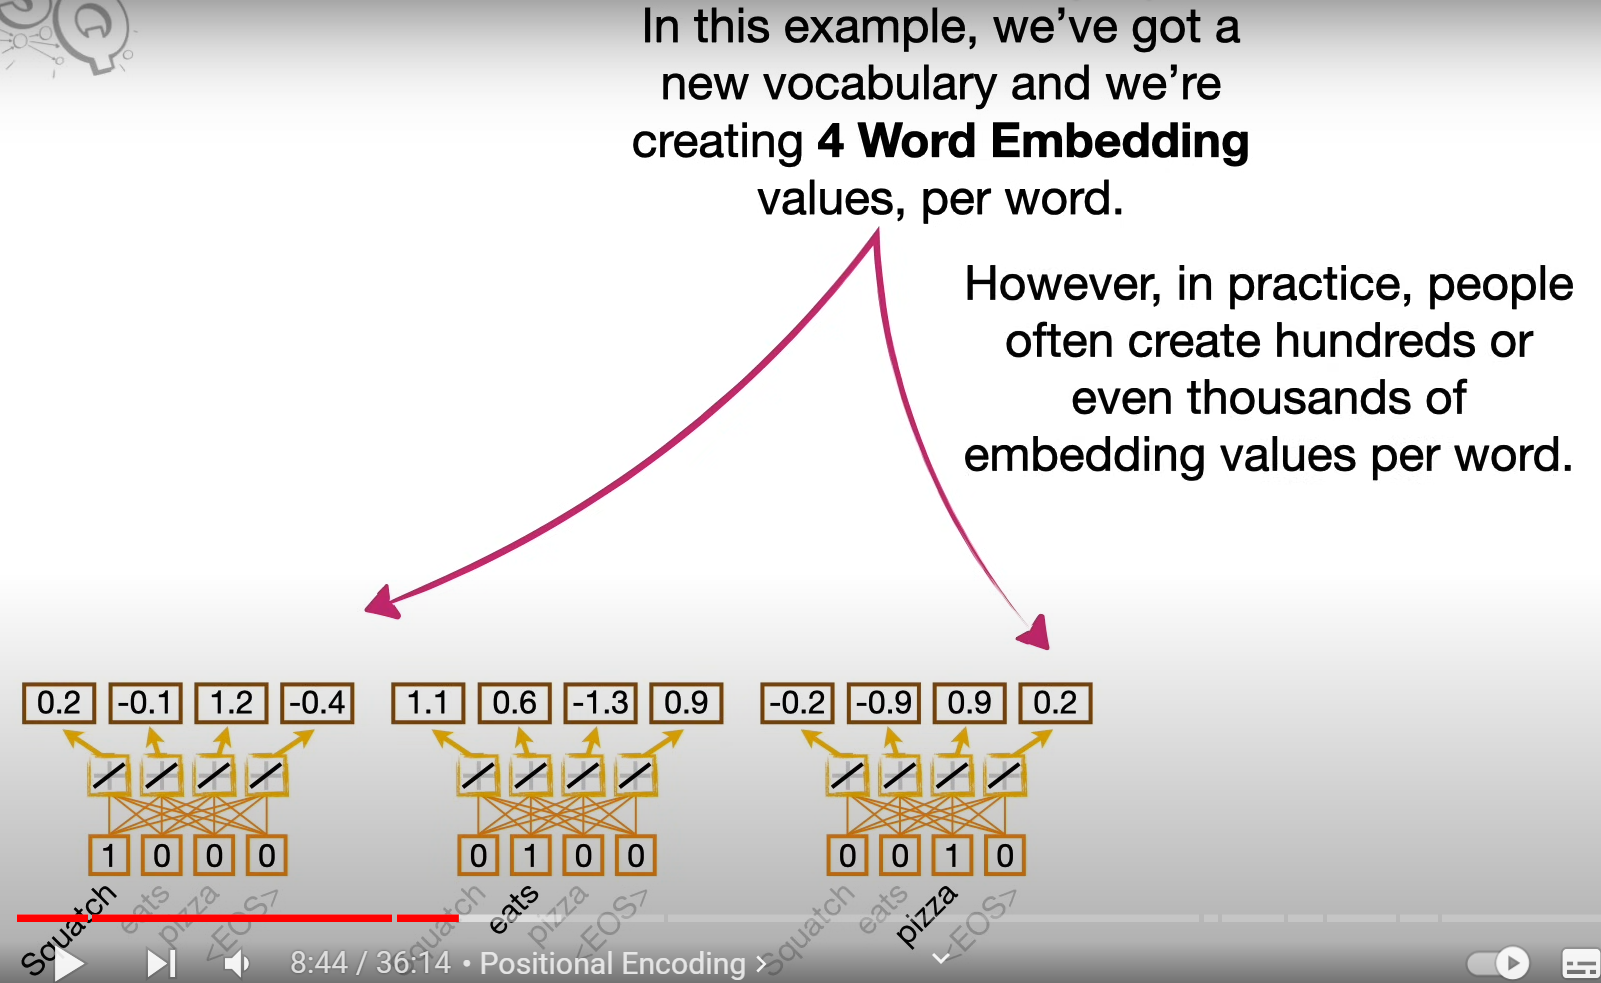 In this example, we’ve got a
new vocabulary and we’re
creating 4 Word Embedding
values, per word.
However, in practice, people
often create hundreds or
even thousands of
embedding values per word.
0.2 -0.1 1.2 -0.4 1.1 0.6 -1.3 0.9 -0.2 -0.9 0.9 0.2
1 0 0 0 0 1 0 0 0 0 1 0
Squatch eats pizza <EOS> Squatch eats pizza <EOS> Squatch eats pizza <EOS>
8:44 / 36:14 • Positional Encoding >